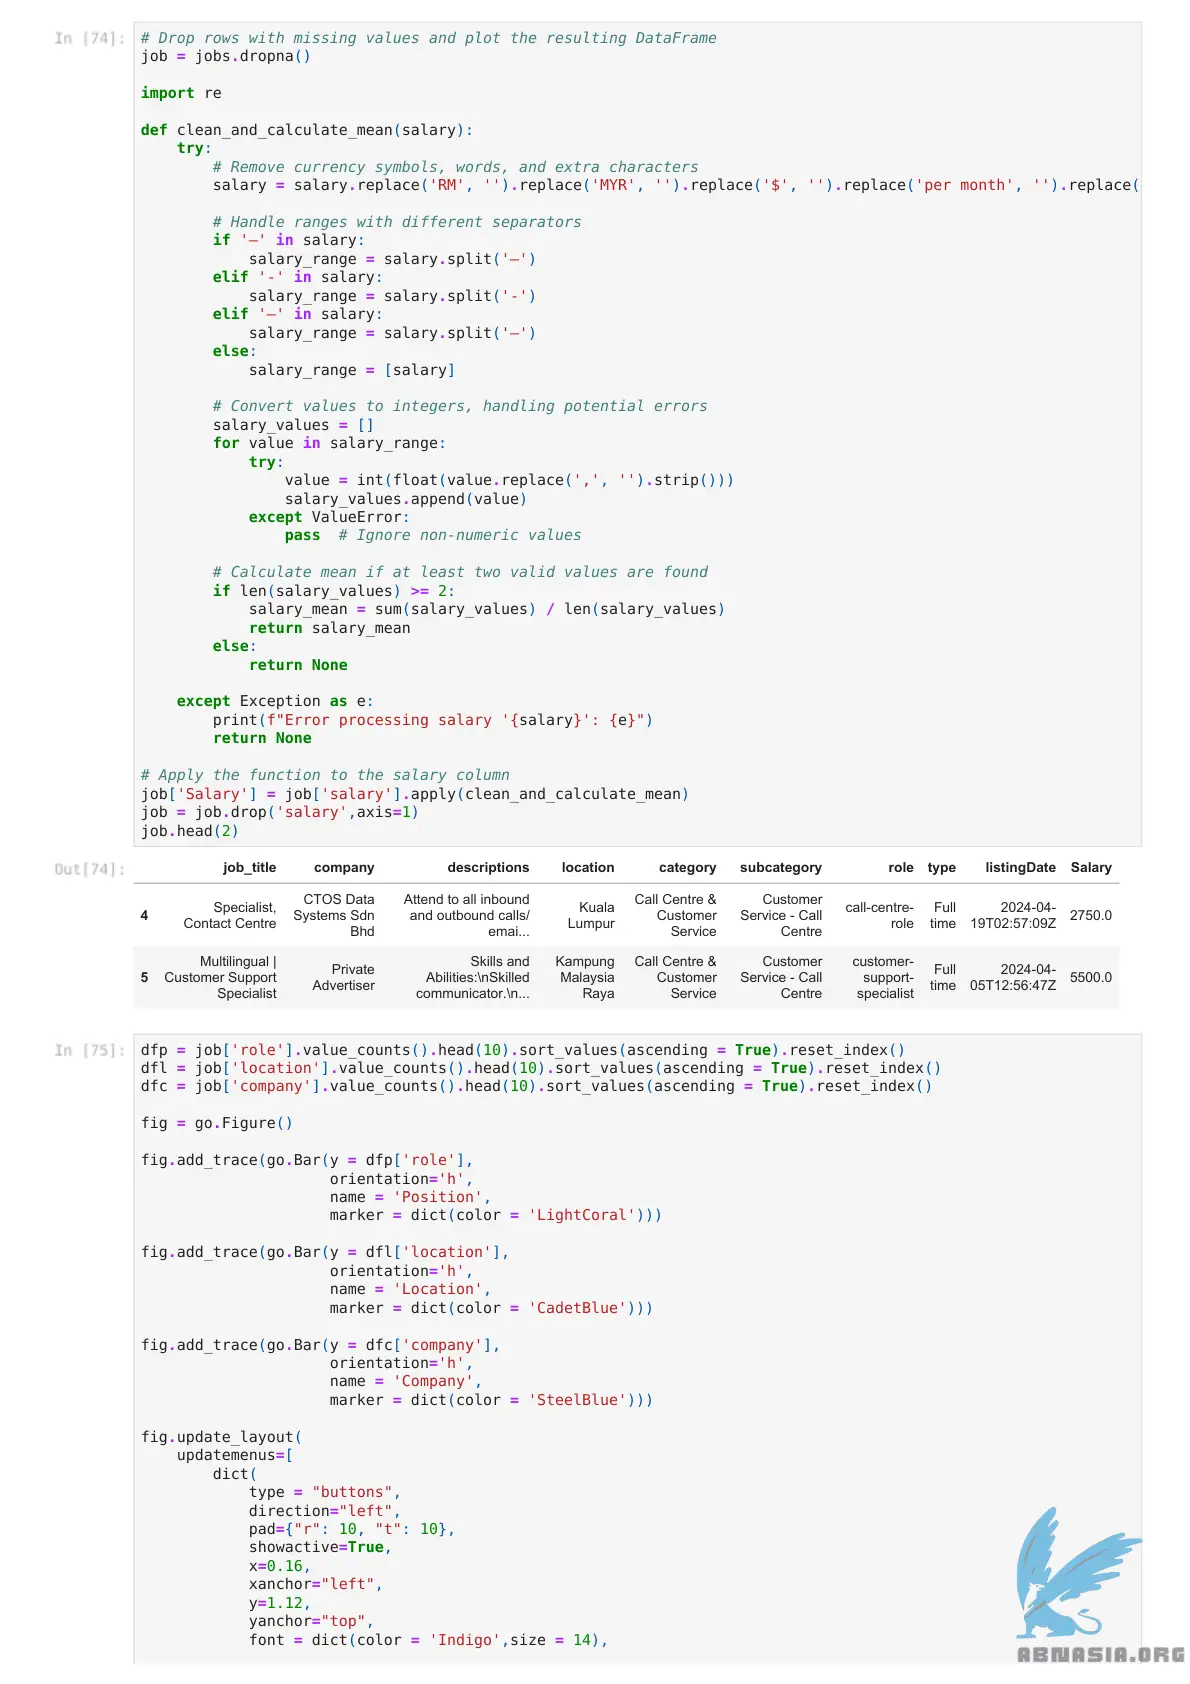 In [74]:
# Drop rows with missing values and plot the resulting DataFrame
job = jobs.dropna()

import re

def clean_and_calculate_mean(salary):
    try:
        # Remove currency symbols, words, and extra characters
        salary = salary.replace('RM', '').replace('MYR', '').replace('$', '').replace('per month', '').replace(

        # Handle ranges with different separators
        if '–' in salary:
            salary_range = salary.split('–')
        elif '-' in salary:
            salary_range = salary.split('-')
        elif '—' in salary:
            salary_range = salary.split('—')
        else:
            salary_range = [salary]

        # Convert values to integers, handling potential errors
        salary_values = []
        for value in salary_range:
            try:
                value = int(float(value.replace(',', '').strip()))
                salary_values.append(value)
            except ValueError:
                pass  # Ignore non-numeric values

        # Calculate mean if at least two valid values are found
        if len(salary_values) >= 2:
            salary_mean = sum(salary_values) / len(salary_values)
            return salary_mean
        else:
            return None

    except Exception as e:
        print(f"Error processing salary '{salary}': {e}")
        return None

# Apply the function to the salary column
job['Salary'] = job['salary'].apply(clean_and_calculate_mean)
job = job.drop('salary',axis=1)
job.head(2)
Out[74]:
job_title company descriptions location category subcategory role type listingDate Salary
4 Specialist, Contact Centre CTOS Data Systems Sdn Bhd Attend to all inbound and outbound calls/ emai... Kuala Lumpur Call Centre & Customer Service Customer Service - Call Centre call-centre-role Full time 2024-04-19T02:57:09Z 2750.0
5 Multilingual | Customer Support Specialist Private Advertiser Skills and Abilities:\nSkilled communicator.\n... Kampung Malaysia Raya Call Centre & Customer Service Customer Service - Call Centre customer-support-specialist Full time 2024-04-05T12:56:47Z 5500.0
In [75]:
dfp = job['role'].value_counts().head(10).sort_values(ascending = True).reset_index()
dfl = job['location'].value_counts().head(10).sort_values(ascending = True).reset_index()
dfc = job['company'].value_counts().head(10).sort_values(ascending = True).reset_index()

fig = go.Figure()

fig.add_trace(go.Bar(y = dfp['role'],
                     orientation='h',
                     name = 'Position',
                     marker = dict(color = 'LightCoral')))

fig.add_trace(go.Bar(y = dfl['location'],
                     orientation='h',
                     name = 'Location',
                     marker = dict(color = 'CadetBlue')))

fig.add_trace(go.Bar(y = dfc['company'],
                     orientation='h',
                     name = 'Company',
                     marker = dict(color = 'SteelBlue')))

fig.update_layout(
    updatemenus=[
        dict(
            type = "buttons",
            direction="left",
            pad={"r": 10, "t": 10},
            showactive=True,
            x=0.16,
            xanchor="left",
            y=1.12,
            yanchor="top",
            font = dict(color = 'Indigo',size = 14),
ABNASIA.ORG